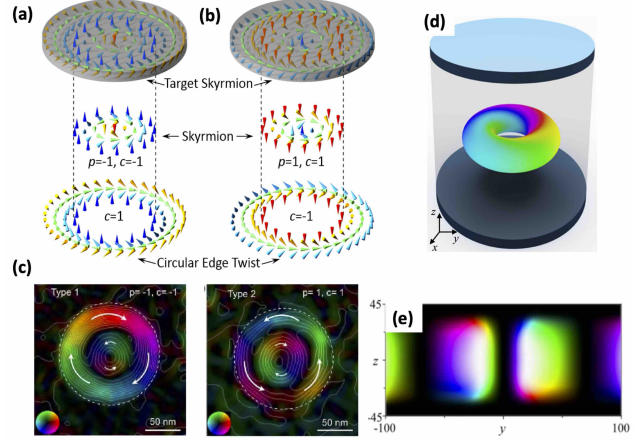 (a)
(b)
(d)
Target Skyrmion
Skyrmion
p=-1, c=-1
p=1, c=1
c=1
c=-1
Circular Edge Twist
z
x
y
(c)
Type 1
p= -1, c= -1
50 nm
Type 2
p= 1, c= 1
50 nm
(e)
45
z
-45
-100
y
100